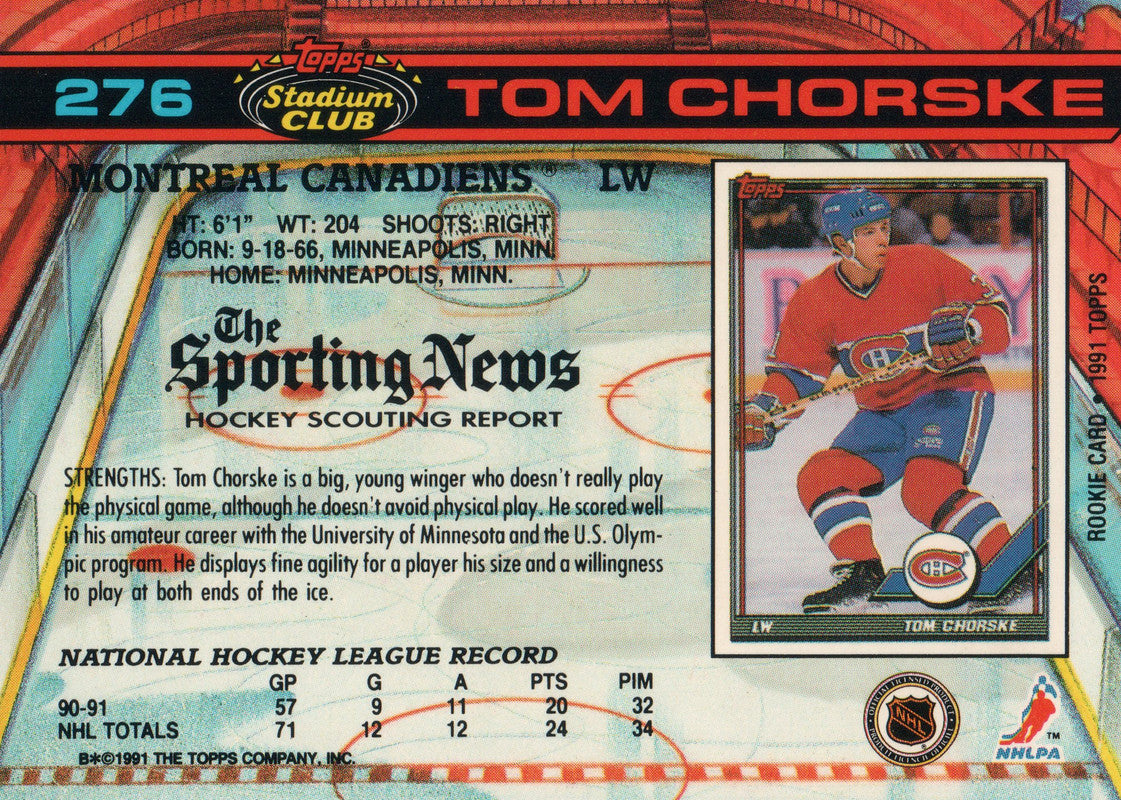 276
Topps
Stadium
CLUB
TOM CHORSKE
MONTREAL CANADIENS® LW
HT: 6'1" WT: 204 SHOOTS: RIGHT
BORN: 9-18-66, MINNEAPOLIS, MINN.
HOME: MINNEAPOLIS, MINN.
The
Sporting News
HOCKEY SCOUTING REPORT
STRENGTHS: Tom Chorske is a big, young winger who doesn't really play
the physical game, although he doesn't avoid physical play. He scored well
in his amateur career with the University of Minnesota and the U.S. Olym-
pic program. He displays fine agility for a player his size and a willingness
to play at both ends of the ice.
NATIONAL HOCKEY LEAGUE RECORD
GP G A PTS PIM
90-91 57 9 11 20 32
NHL TOTALS 71 12 12 24 34
B*©1991 THE TOPPS COMPANY, INC.
Topps
LW TOM CHORSKE
ROOKIE CARD • 1991 TOPPS
OFFICIAL LICENSED PRODUCT
NHL
NHLPA
TM